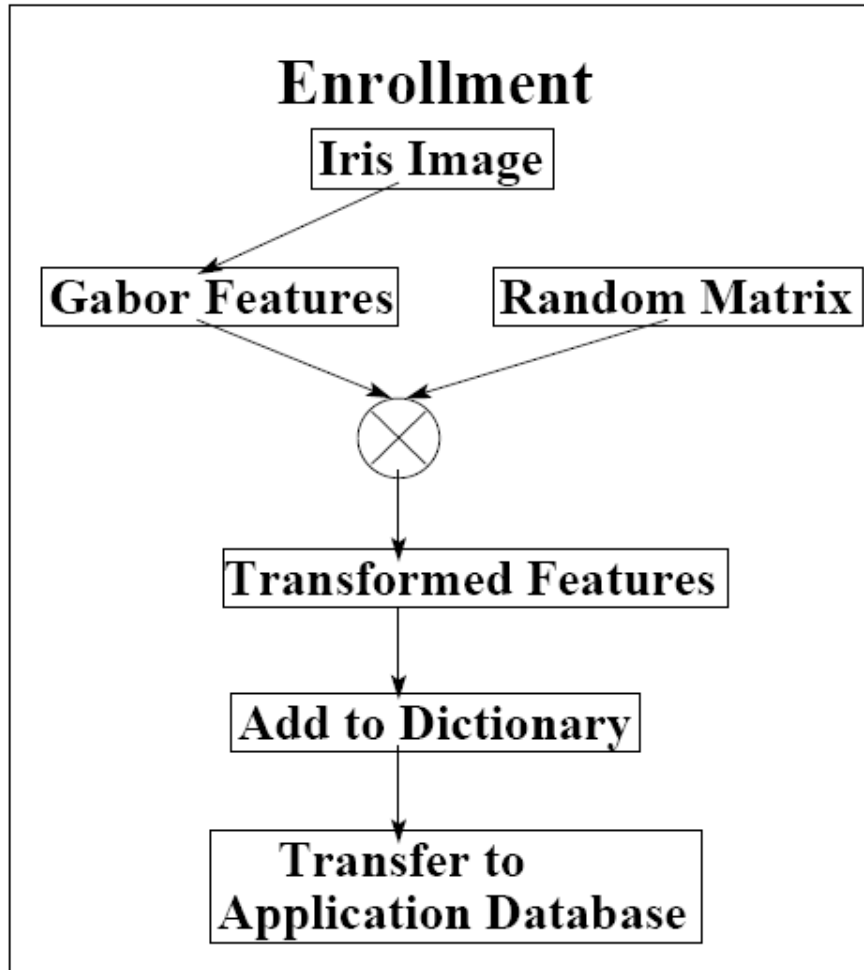 Enrollment
Iris Image
Gabor Features
Random Matrix
Transformed Features
Add to Dictionary
Transfer to
Application Database